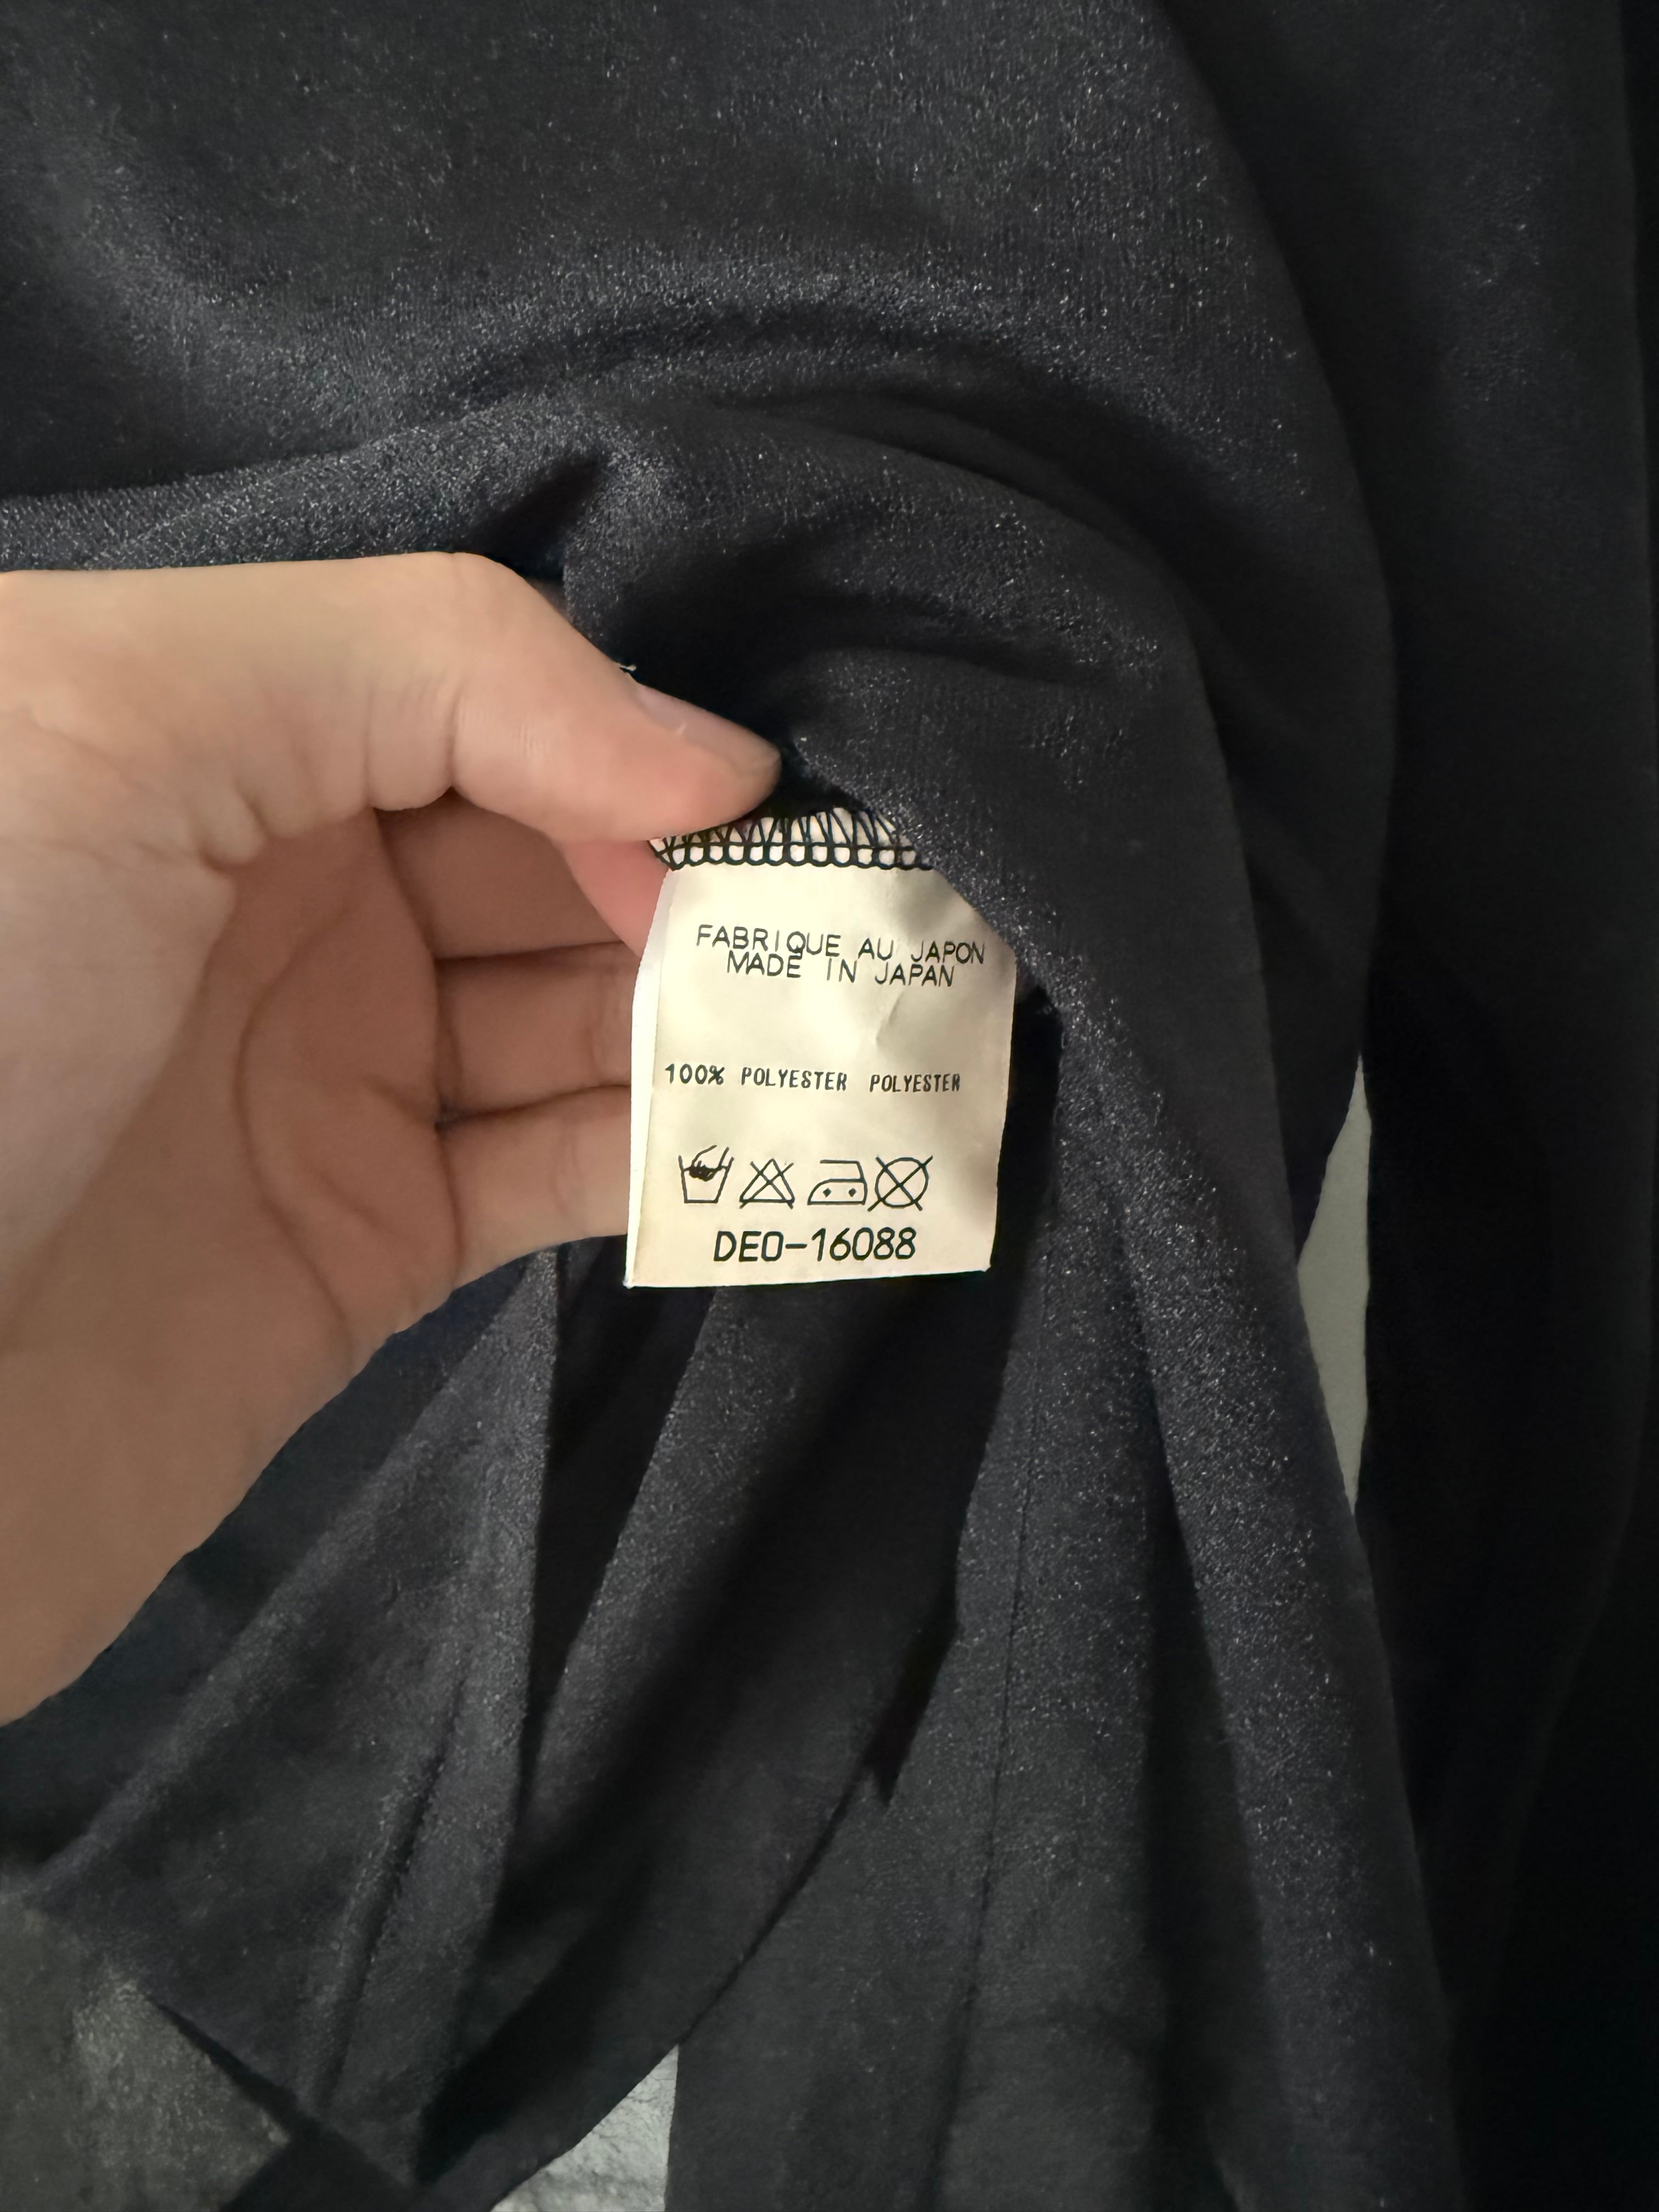 FABRIQUE AU JAPON
MADE IN JAPAN
100% POLYESTER POLYESTER
DEO-16088